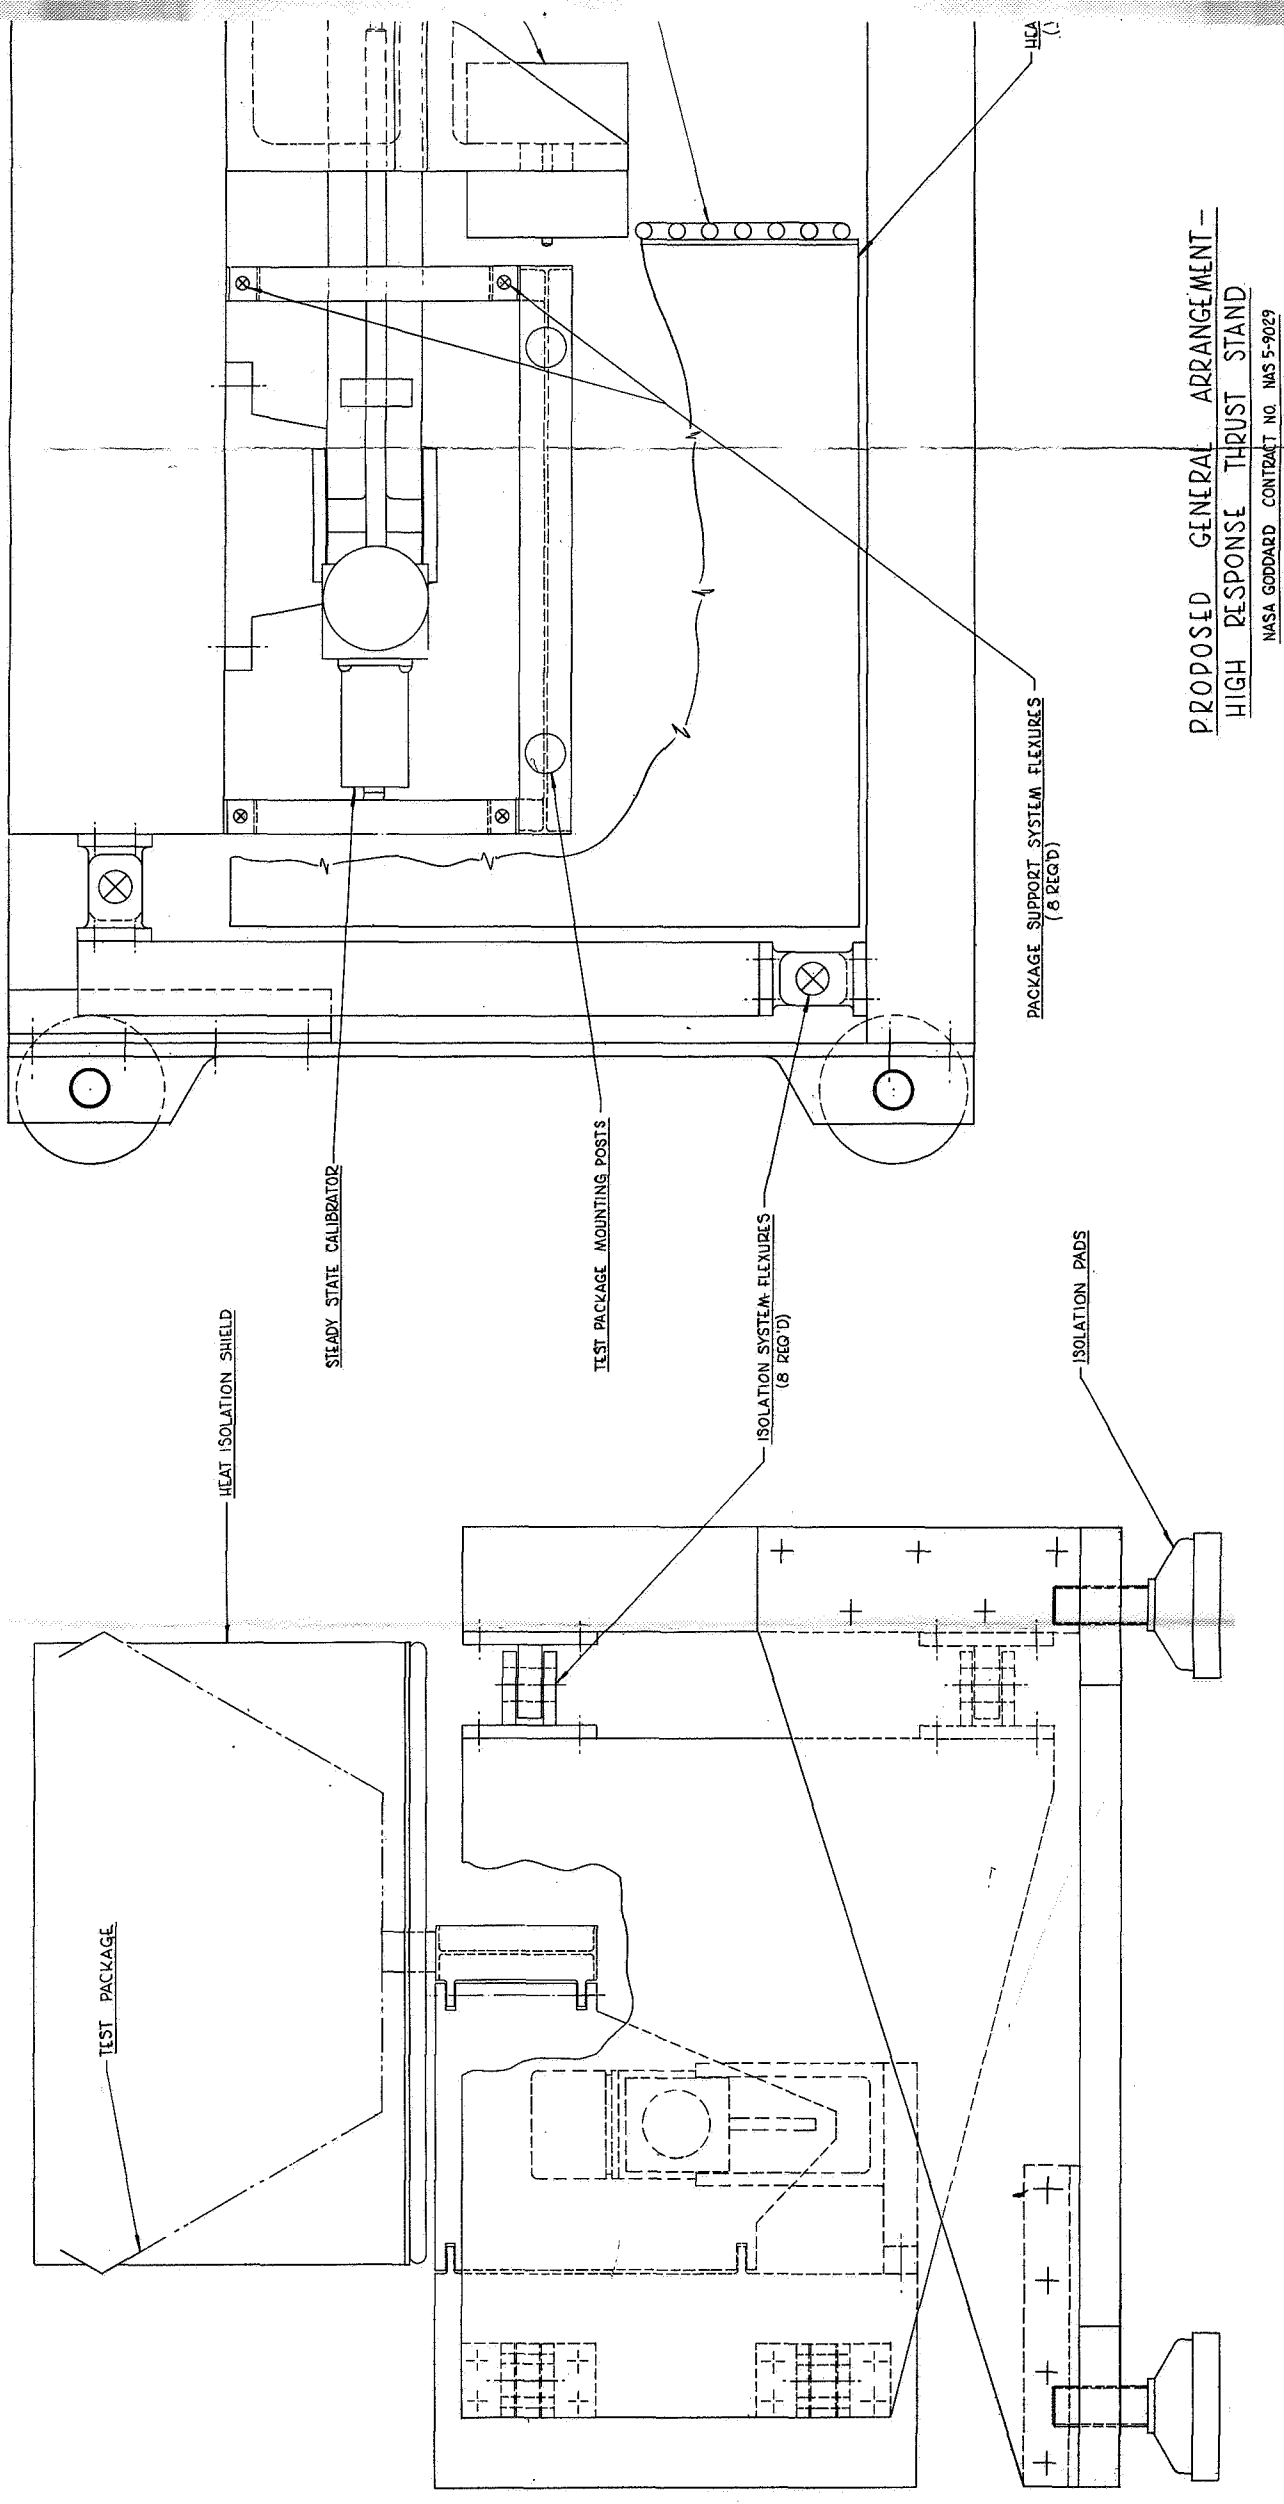 HEAT ISOLATION SHIELD
TEST PACKAGE
STEADY STATE CALIBRATOR
TEST PACKAGE MOUNTING POSTS
ISOLATION SYSTEM FLEXURES
(8 REQ'D)
ISOLATION PADS
PACKAGE SUPPORT SYSTEM FLEXURES
(8 REQ'D)
HEA
PROPOSED GENERAL ARRANGEMENT-
HIGH RESPONSE THRUST STAND
NASA GODDARD CONTRACT NO. NAS 5-9029